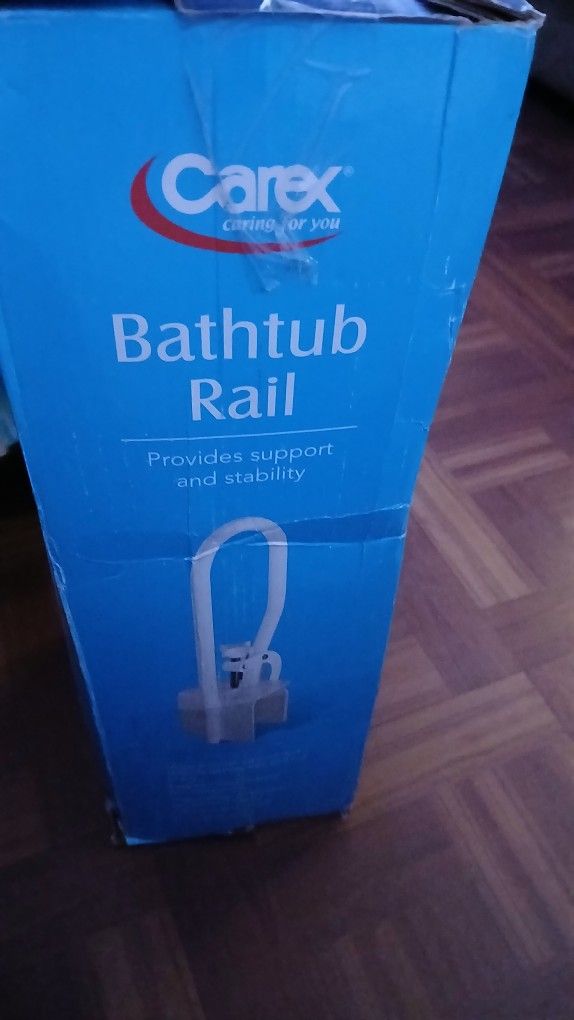 Carex®
caring for you
Bathtub
Rail
Provides support
and stability